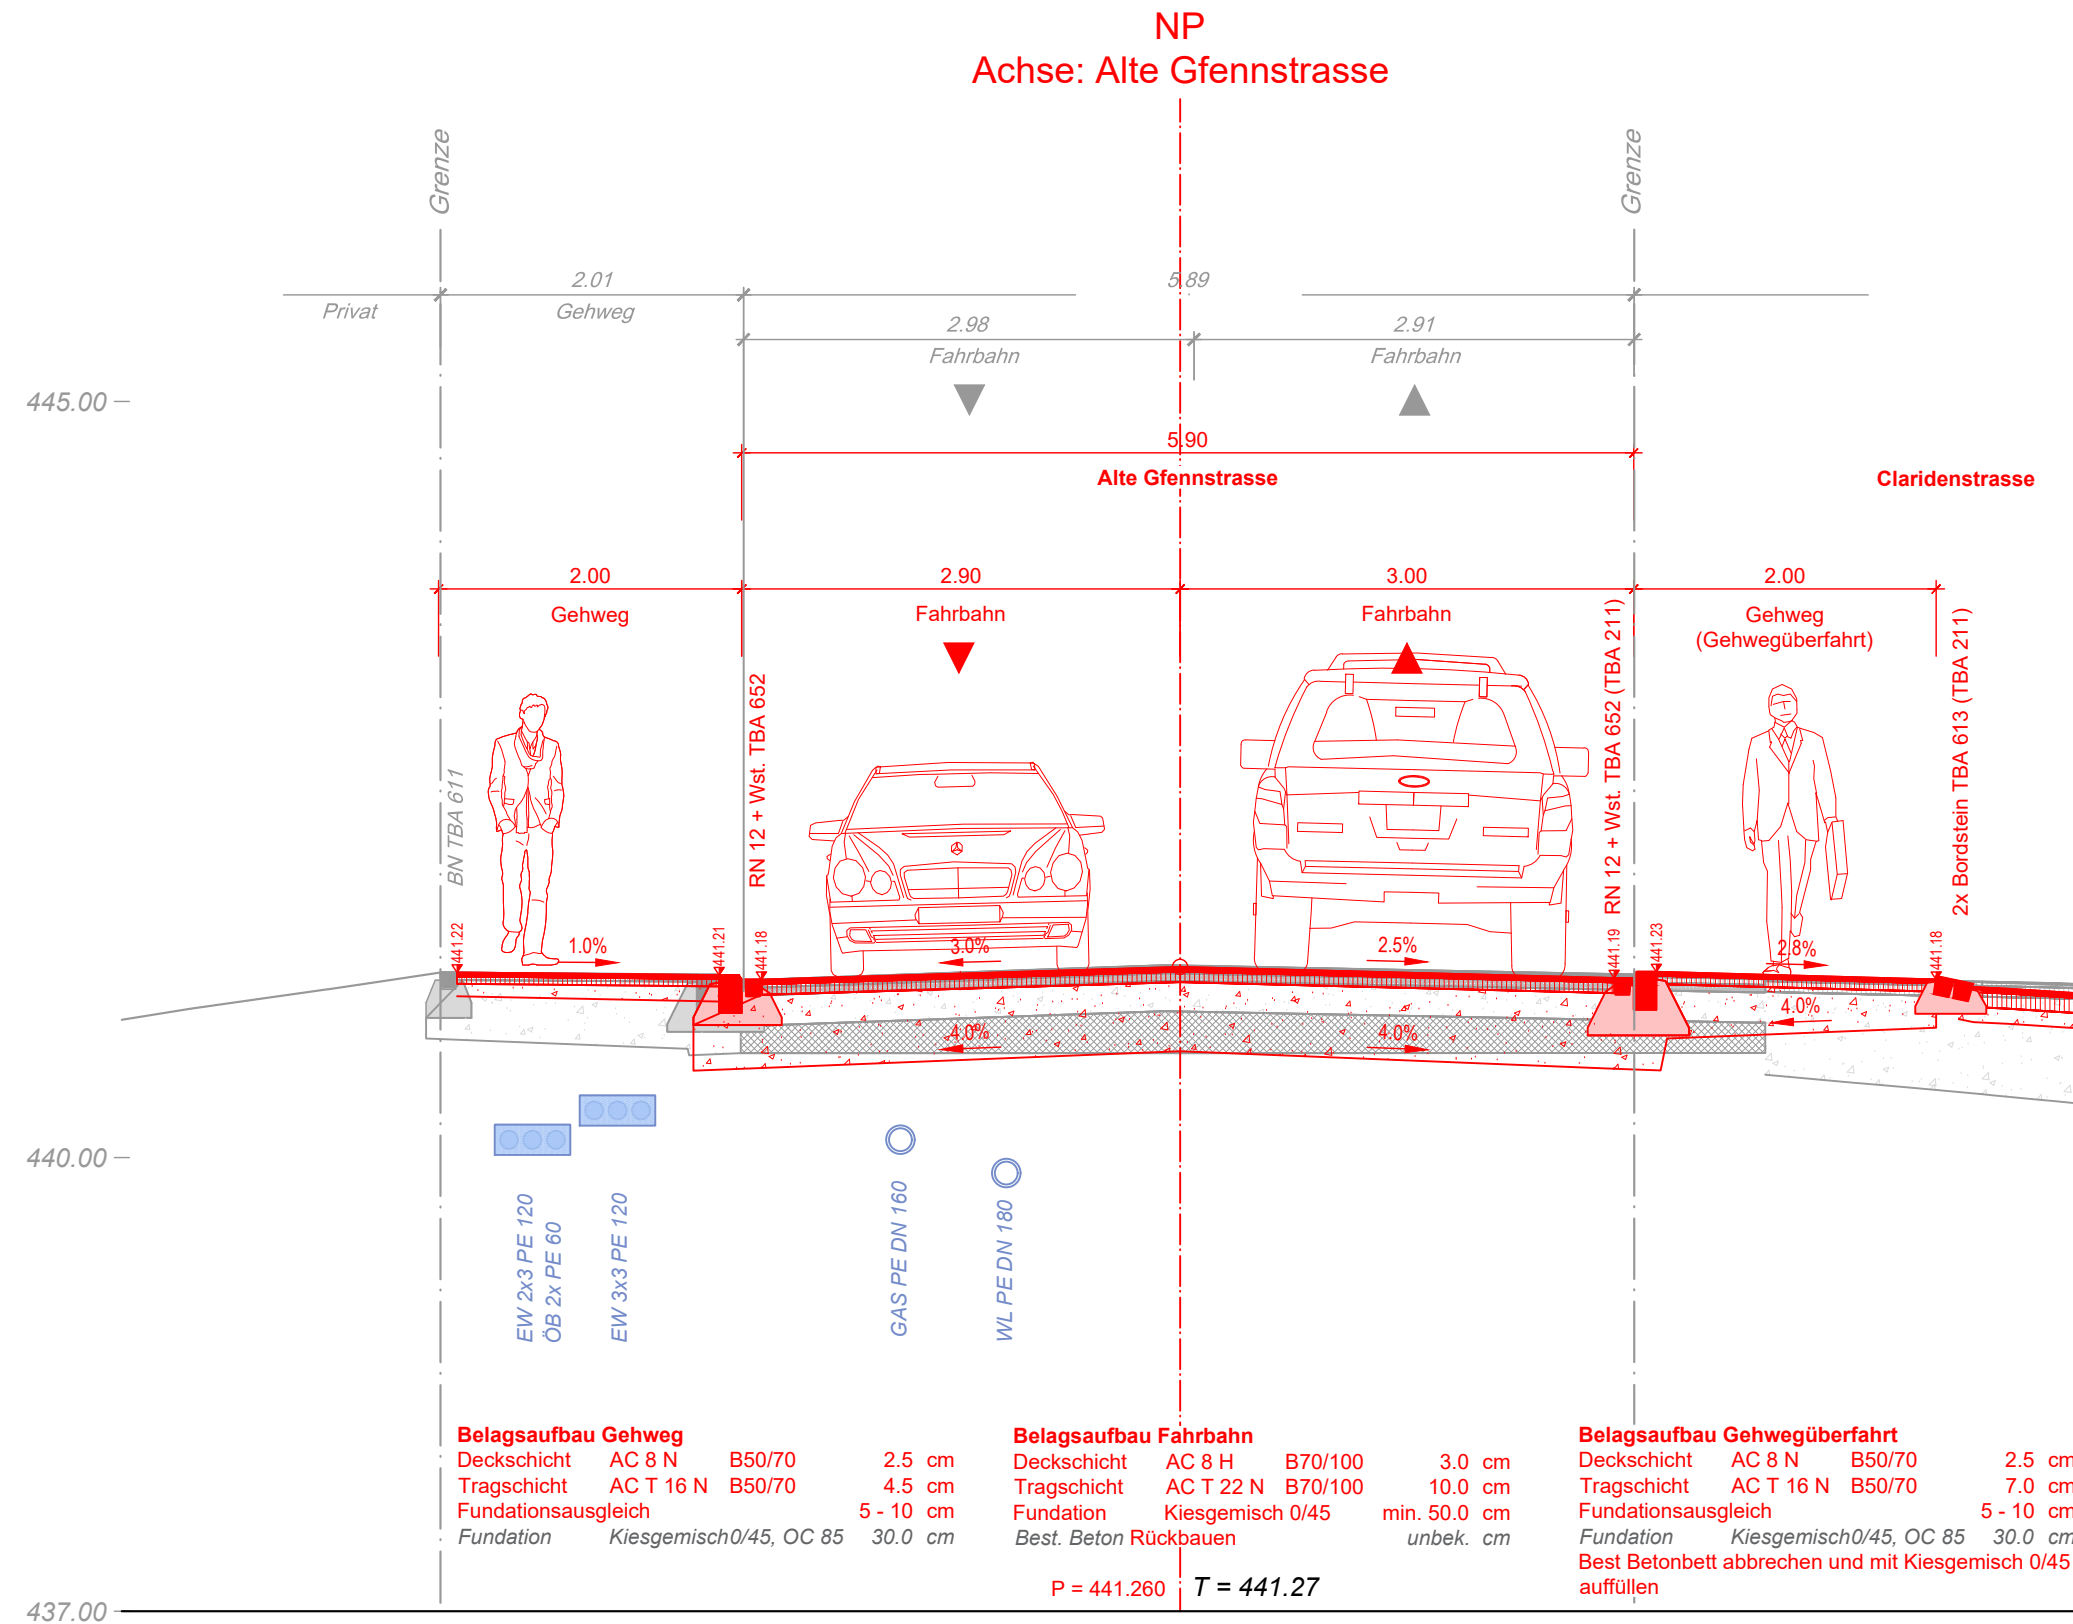 NP
Achse: Alte Gfennstrasse
Grenze
Grenze
2.01
5.89
Privat
Gehweg
2.98
2.91
Fahrbahn
Fahrbahn
445.00
5.90
Alte Gfennstrasse
Claridenstrasse
2.00
2.90
3.00
2.00
Gehweg
Fahrbahn
Fahrbahn
Gehweg
(Gehwegüberfahrt)
BN TBA 611
RN 12 + Wst. TBA 652
RN 12 + Wst. TBA 652 (TBA 211)
2x Bordstein TBA 613 (TBA 211)
441.22
441.21
441.18
441.19
441.23
441.18
1.0%
3.0%
2.5%
2.8%
4.0%
4.0%
4.0%
440.00
EW 2x3 PE 120
ÖB 2x PE 60
EW 3x3 PE 120
GAS PE DN 160
WL PE DN 180
Belagsaufbau Gehweg
Deckschicht AC 8 N B50/70 2.5 cm
Tragschicht AC T 16 N B50/70 4.5 cm
Fundationsausgleich 5 - 10 cm
Fundation Kiesgemisch0/45, OC 85 30.0 cm
Belagsaufbau Fahrbahn
Deckschicht AC 8 H B70/100 3.0 cm
Tragschicht AC T 22 N B70/100 10.0 cm
Fundation Kiesgemisch 0/45 min. 50.0 cm
Best. Beton Rückbauen unbek. cm
Belagsaufbau Gehwegüberfahrt
Deckschicht AC 8 N B50/70 2.5 cm
Tragschicht AC T 16 N B50/70 7.0 cm
Fundationsausgleich 5 - 10 cm
Fundation Kiesgemisch0/45, OC 85 30.0 cm
Best Betonbett abbrechen und mit Kiesgemisch 0/45
auffüllen
P = 441.260 T = 441.27
437.00